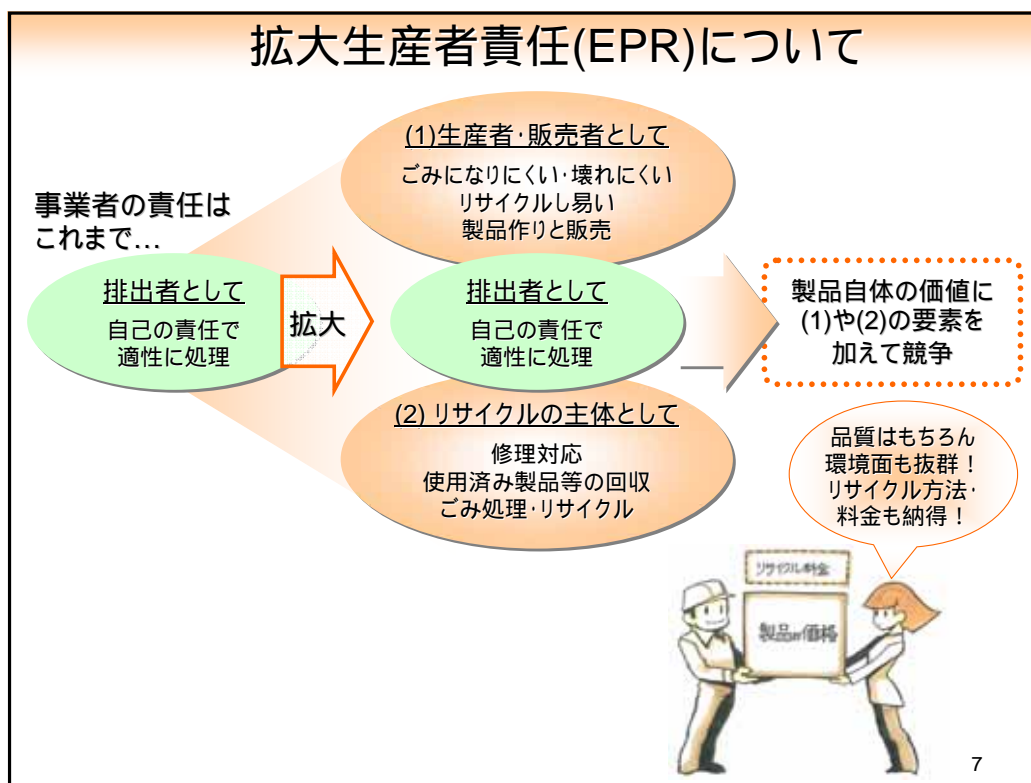 拡大生産者責任(EPR)について
事業者の責任は
これまで…
排出者として
自己の責任で
適性に処理
拡大
(1)生産者・販売者として
ごみになりにくい・壊れにくい
リサイクルし易い
製品作りと販売
排出者として
自己の責任で
適性に処理
(2) リサイクルの主体として
修理対応
使用済み製品等の回収
ごみ処理・リサイクル
製品自体の価値に
(1)や(2)の要素を
加えて競争
品質はもちろん
環境面も抜群！
リサイクル方法・
料金も納得！
リサイクル料金
製品の価格
7